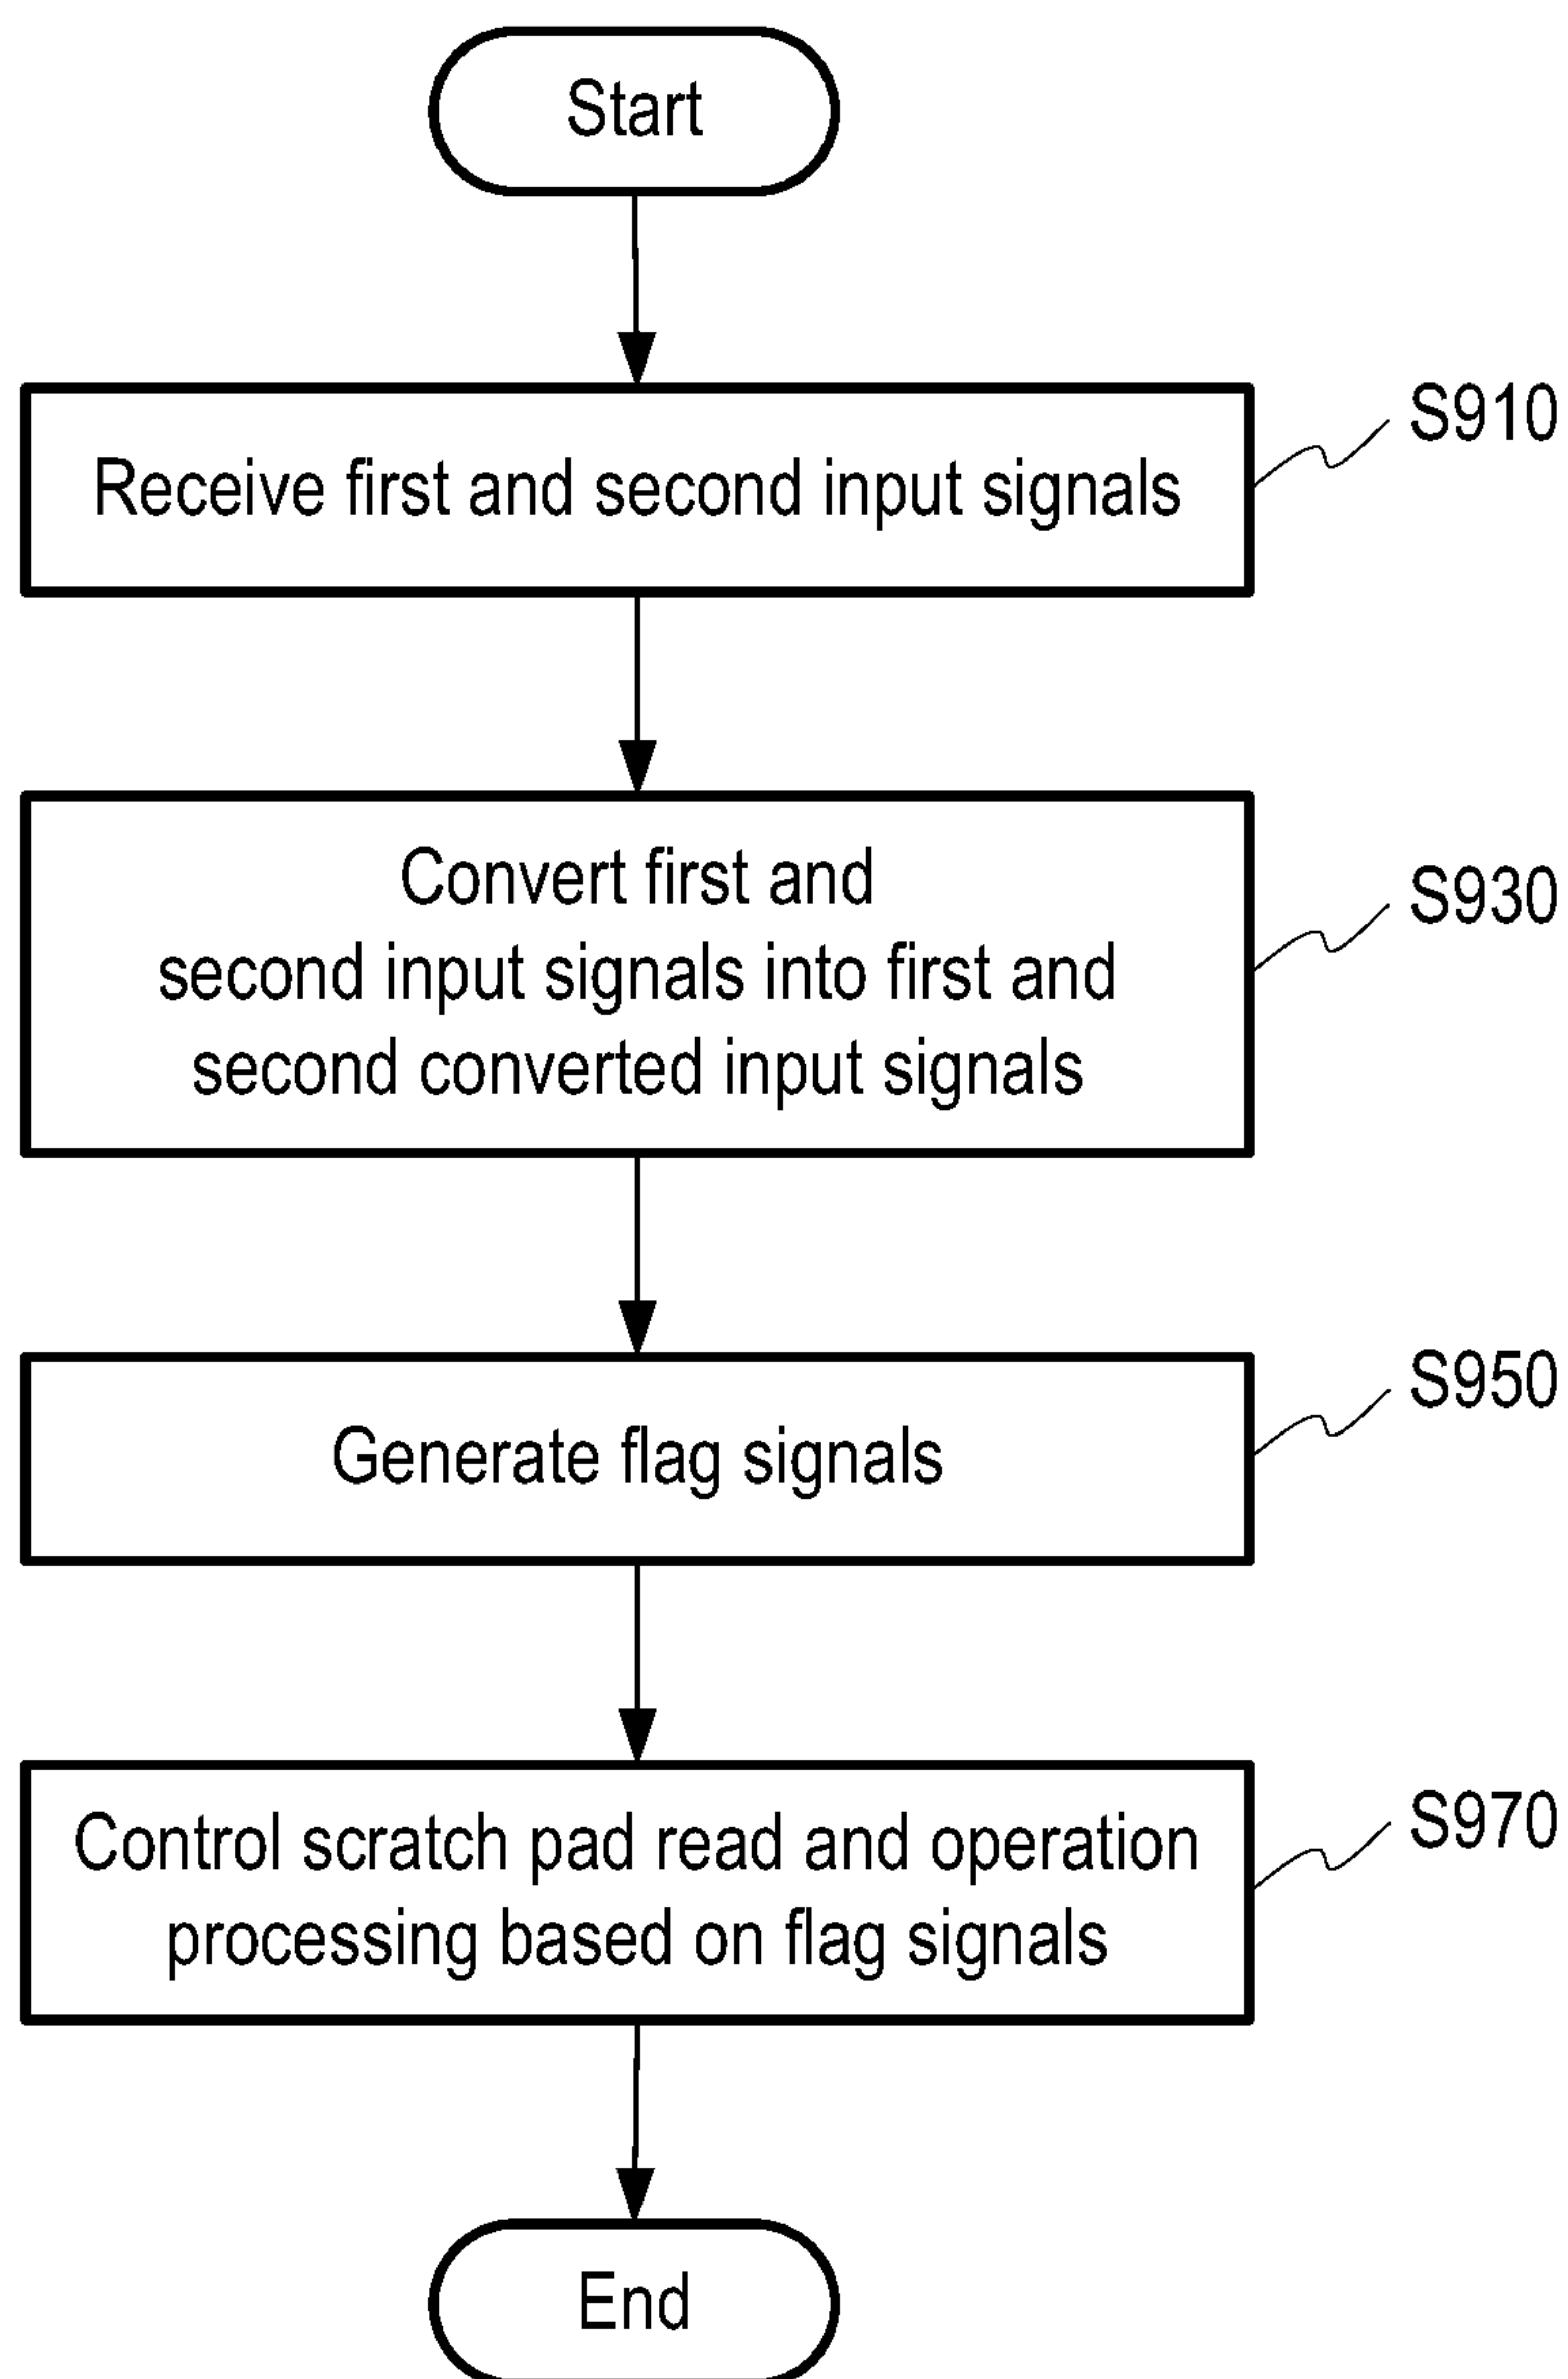 Start
Receive first and second input signals
S910
Convert first and
second input signals into first and
second converted input signals
S930
Generate flag signals
S950
Control scratch pad read and operation
processing based on flag signals
S970
End